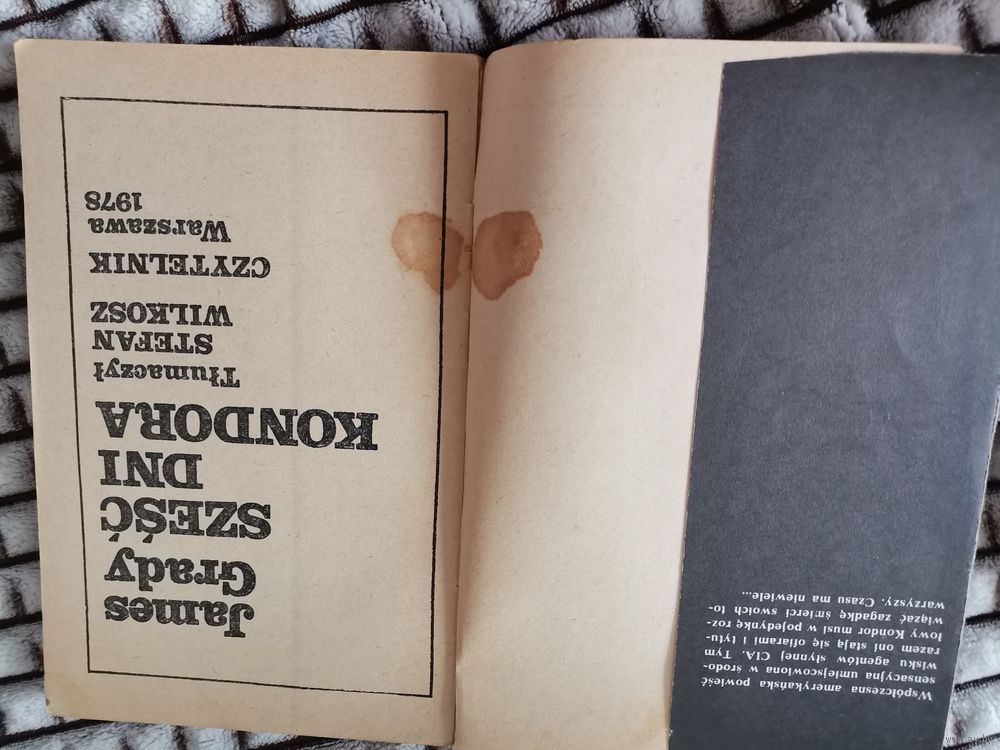 James
Grady
SZEŚĆ
DNI
KONDORA
Tłumaczył
STEFAN
WILKOSZ
CZYTELNIK
Warszawa
1978
Współczesna amerykańska powieść
sensacyjna umiejscowiona w środo-
wisku agentów słynnej CIA. Tym
razem oni stają się ofiarami i tytu-
łowy Kondor musi w pojedynkę roz-
wiązać zagadkę śmierci swoich to-
warzyszy. Czasu ma niewiele...